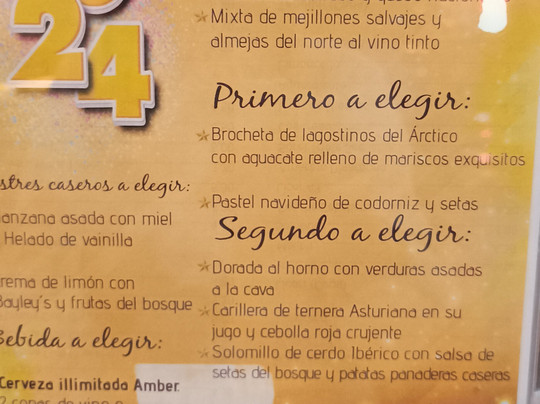 24
stres caseros a elegir:
anzana asada con miel
Helado de vainilla
rema de limón con
Bayley's y frutas del bosque
Bebida a elegir:
Cerveza illimitada Amber.
Mixta de mejillones salvajes y
almejas del norte al vino tinto
Primero a elegir:
Brocheta de lagostinos del Árctico
con aguacate relleno de mariscos exquisitos
Pastel navideño de codorniz y setas
Segundo a elegir:
Dorada al horno con verduras asadas
a la cava
Carillera de ternera Asturiana en su
jugo y cebolla roja crujente
Solomillo de cerdo Ibérico con salsa de
setas del bosque y patatas panaderas caseras